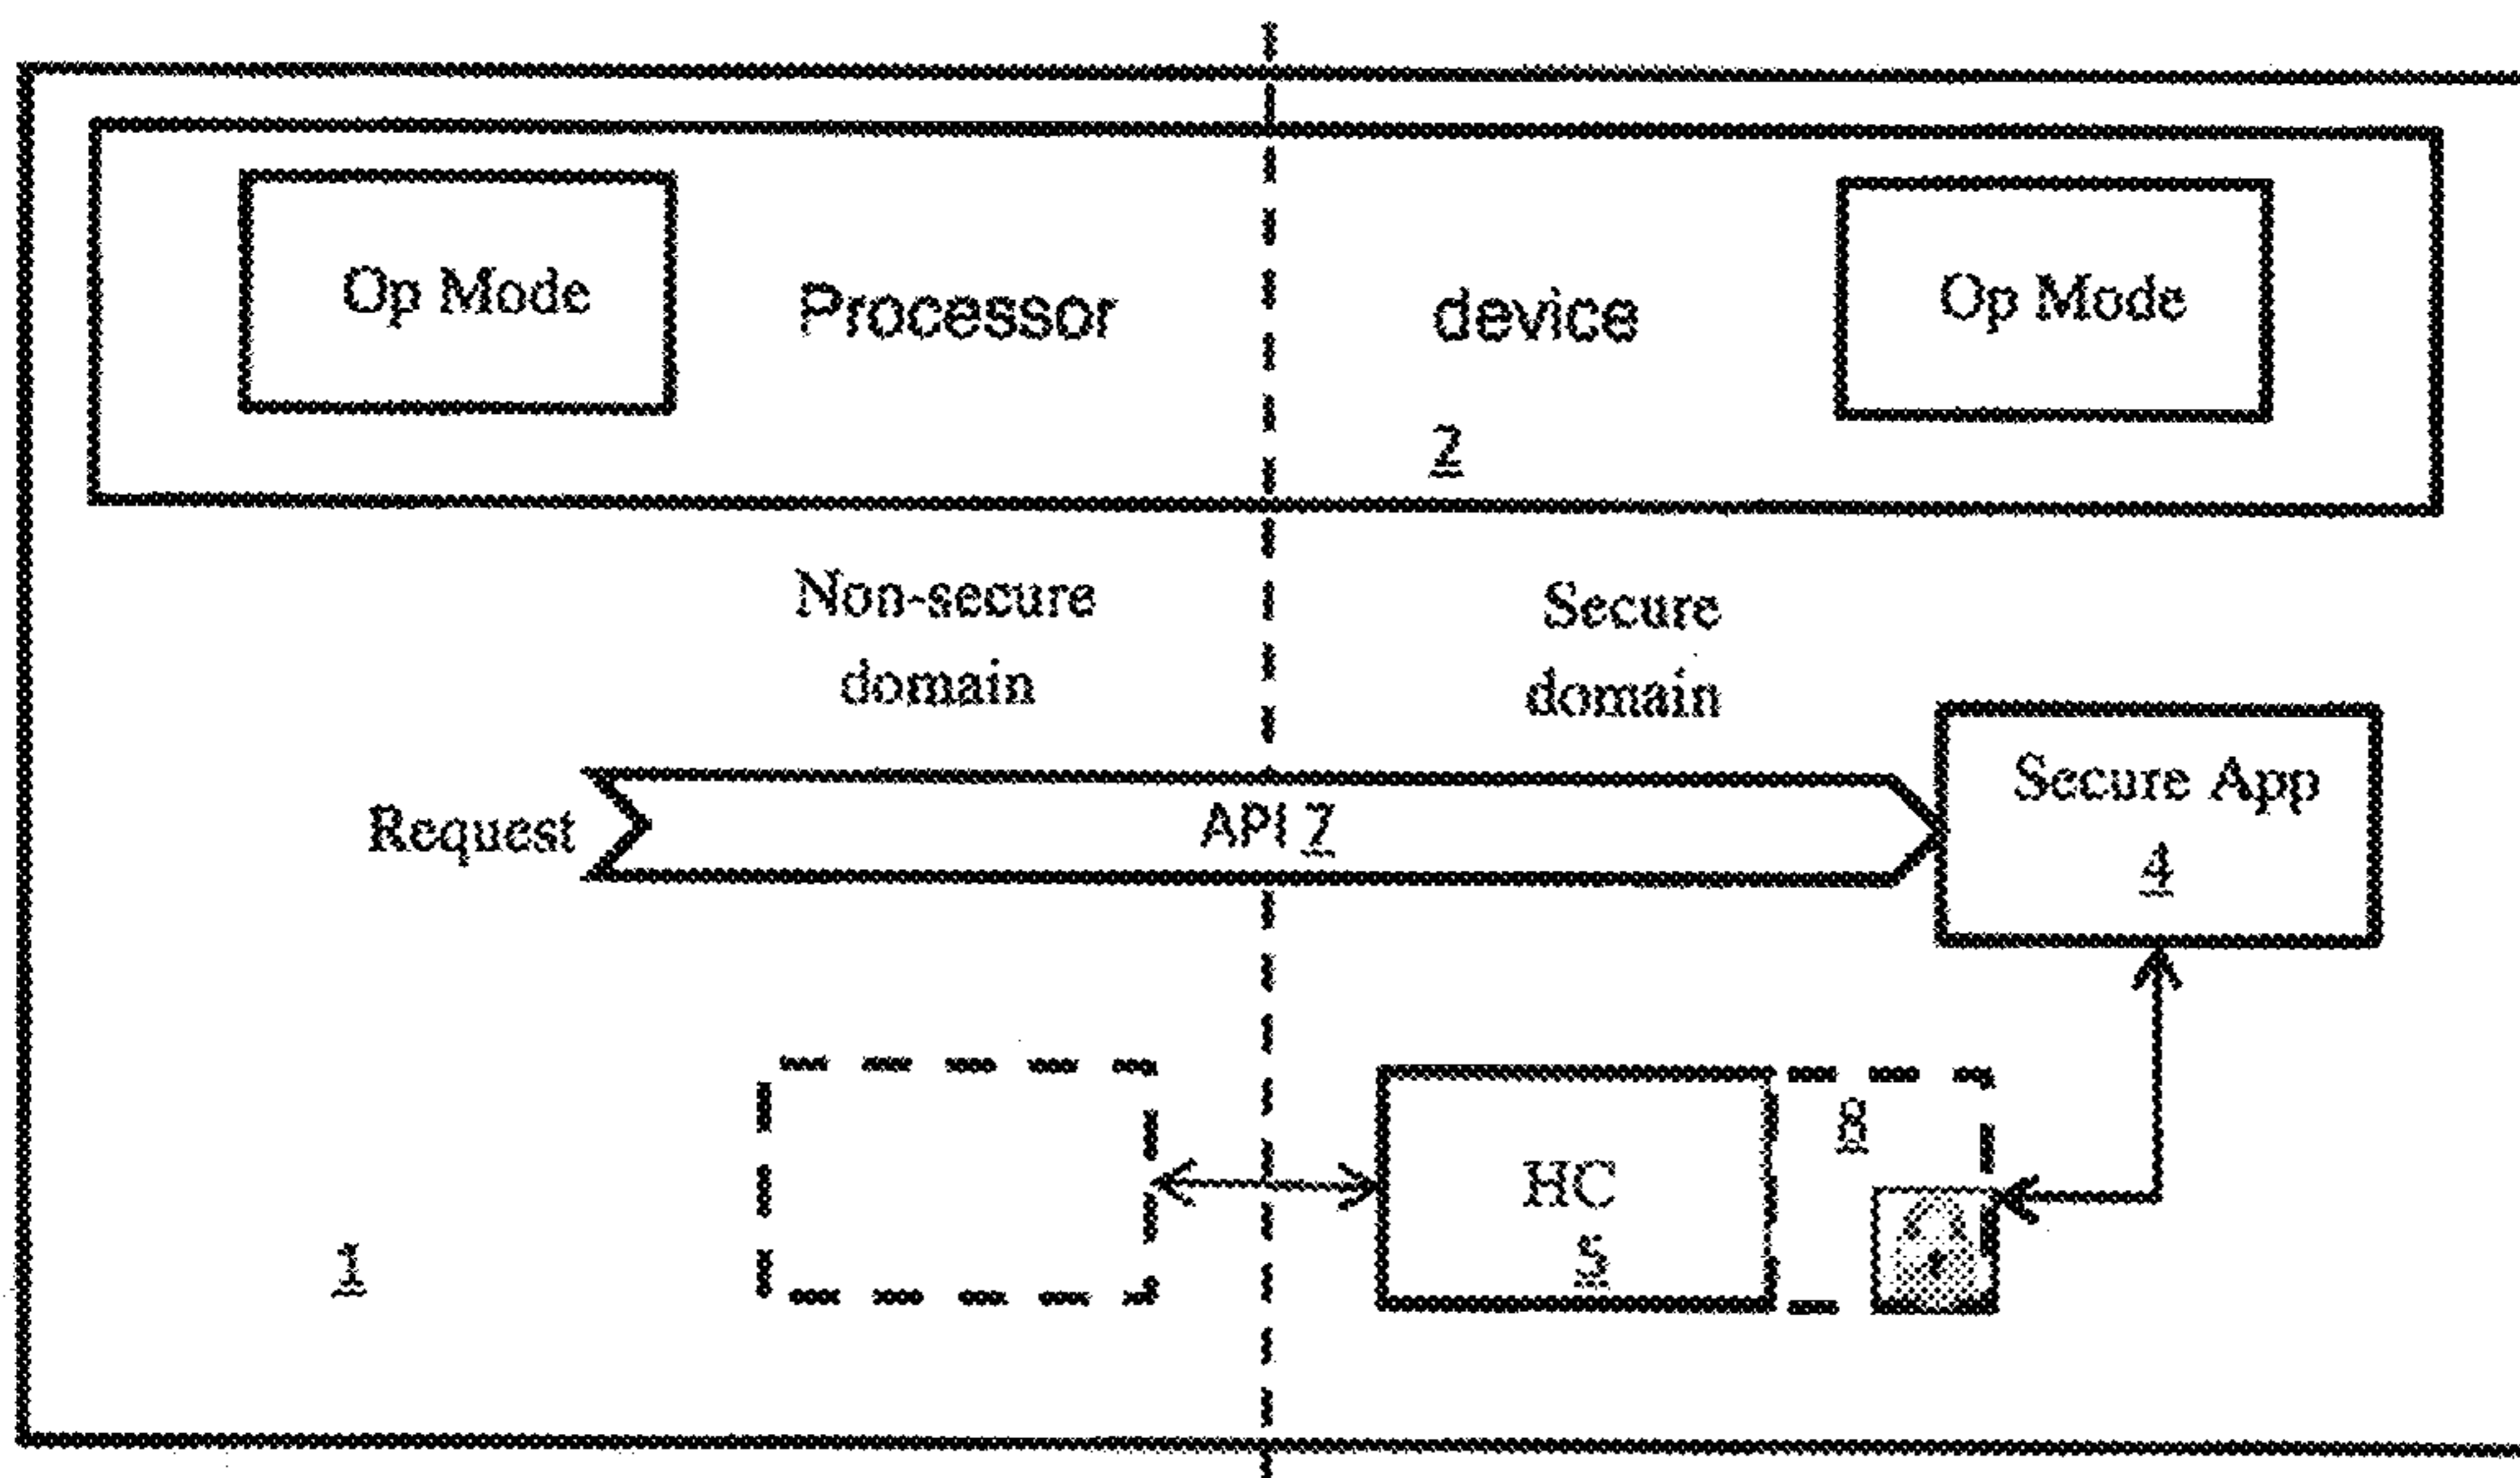 Op Mode
Processor device
Op Mode
2
Non-secure
domain
Secure
domain
Request
API 7
Secure App
4
HC
5
8
1